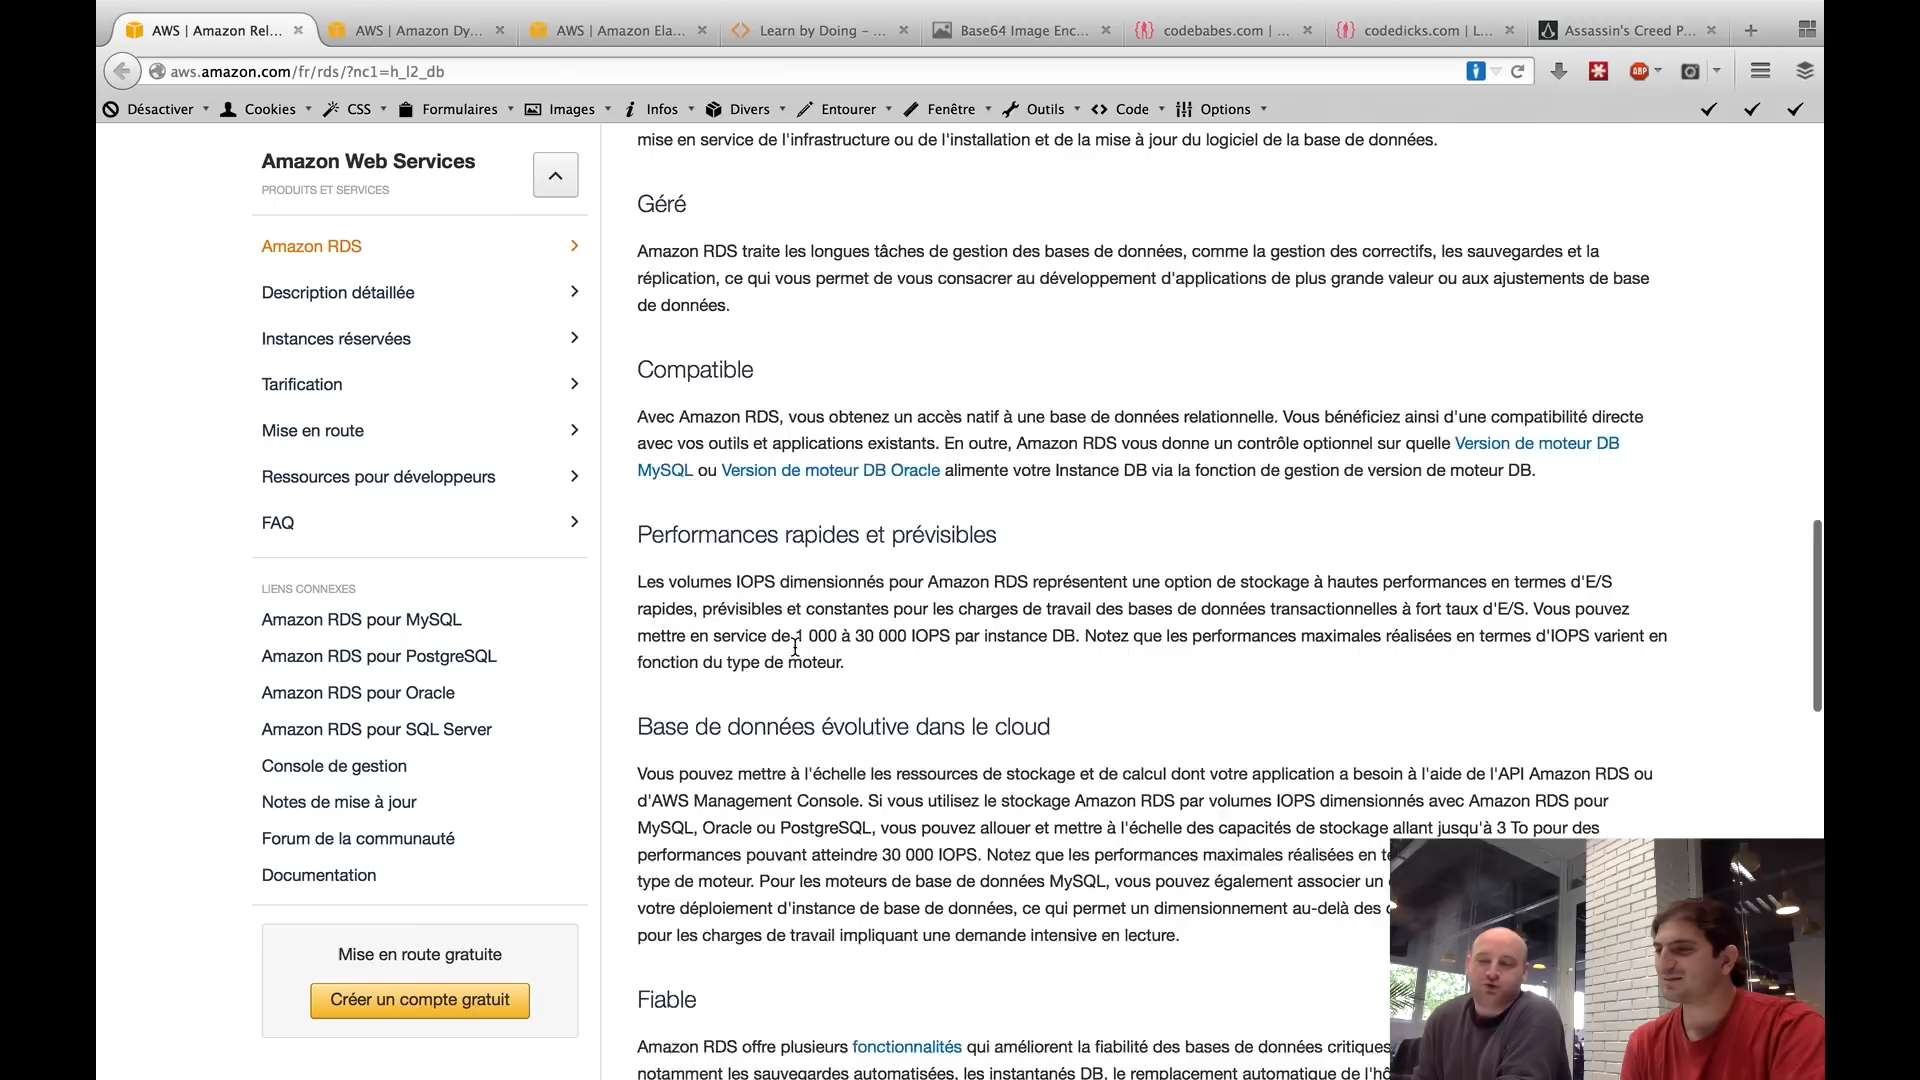 AWS | Amazon Rel...
AWS | Amazon Dy...
AWS | Amazon Ela...
Learn by Doing – ...
Base64 Image Enc...
codebabes.com | ...
codedicks.com | L...
Assassin's Creed P...
aws.amazon.com/fr/rds/?nc1=h_l2_db
ABP
Désactiver
Cookies
CSS
Formulaires
Images
Infos
Divers
Entourer
Fenêtre
Outils
Code
Options
Amazon Web Services
PRODUITS ET SERVICES
Amazon RDS
Description détaillée
Instances réservées
Tarification
Mise en route
Ressources pour développeurs
FAQ
LIENS CONNEXES
Amazon RDS pour MySQL
Amazon RDS pour PostgreSQL
Amazon RDS pour Oracle
Amazon RDS pour SQL Server
Console de gestion
Notes de mise à jour
Forum de la communauté
Documentation
Mise en route gratuite
Créer un compte gratuit
mise en service de l'infrastructure ou de l'installation et de la mise à jour du logiciel de la base de données.
Géré
Amazon RDS traite les longues tâches de gestion des bases de données, comme la gestion des correctifs, les sauvegardes et la
réplication, ce qui vous permet de vous consacrer au développement d'applications de plus grande valeur ou aux ajustements de base
de données.
Compatible
Avec Amazon RDS, vous obtenez un accès natif à une base de données relationnelle. Vous bénéficiez ainsi d'une compatibilité directe
avec vos outils et applications existants. En outre, Amazon RDS vous donne un contrôle optionnel sur quelle Version de moteur DB
MySQL ou Version de moteur DB Oracle alimente votre Instance DB via la fonction de gestion de version de moteur DB.
Performances rapides et prévisibles
Les volumes IOPS dimensionnés pour Amazon RDS représentent une option de stockage à hautes performances en termes d'E/S
rapides, prévisibles et constantes pour les charges de travail des bases de données transactionnelles à fort taux d'E/S. Vous pouvez
mettre en service de 1 000 à 30 000 IOPS par instance DB. Notez que les performances maximales réalisées en termes d'IOPS varient en
fonction du type de moteur.
Base de données évolutive dans le cloud
Vous pouvez mettre à l'échelle les ressources de stockage et de calcul dont votre application a besoin à l'aide de l'API Amazon RDS ou
d'AWS Management Console. Si vous utilisez le stockage Amazon RDS par volumes IOPS dimensionnés avec Amazon RDS pour
MySQL, Oracle ou PostgreSQL, vous pouvez allouer et mettre à l'échelle des capacités de stockage allant jusqu'à 3 To pour des
performances pouvant atteindre 30 000 IOPS. Notez que les performances maximales réalisées en
type de moteur. Pour les moteurs de base de données MySQL, vous pouvez également associer un
votre déploiement d'instance de base de données, ce qui permet un dimensionnement au-delà des
pour les charges de travail impliquant une demande intensive en lecture.
Fiable
Amazon RDS offre plusieurs fonctionnalités qui améliorent la fiabilité des bases de données critiques
notamment les sauvegardes automatisées, les instantanés DB, le remplacement automatique de